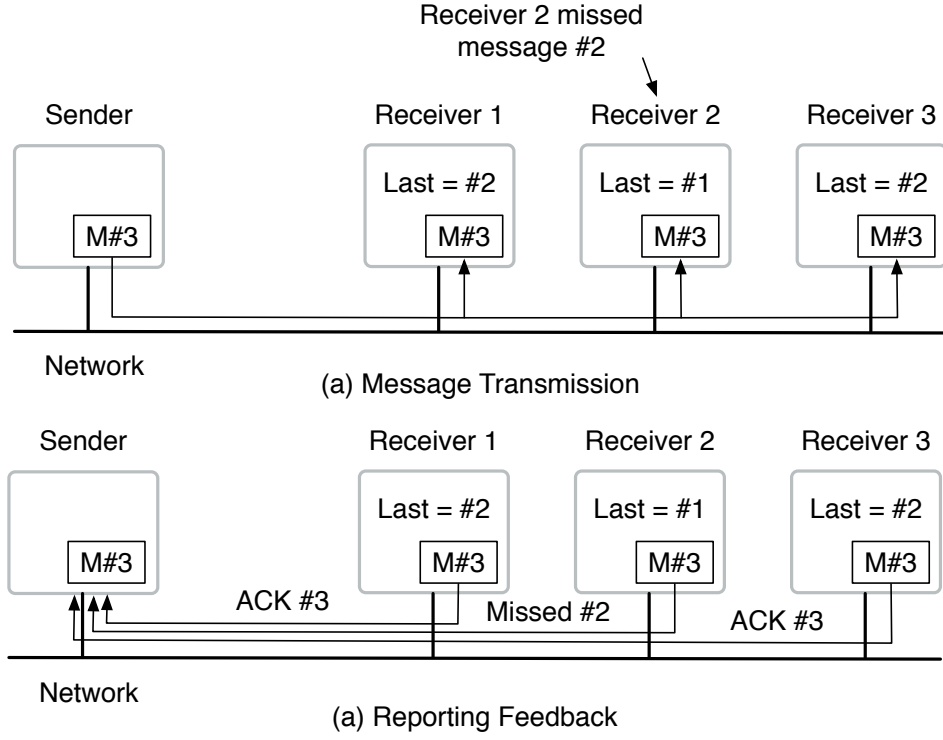 Receiver 2 missed
message #2
Sender
Receiver 1
Receiver 2
Receiver 3
Last = #2
Last = #1
Last = #2
M#3
M#3
M#3
M#3
Network
(a) Message Transmission
Sender
Receiver 1
Receiver 2
Receiver 3
Last = #2
Last = #1
Last = #2
M#3
M#3
M#3
M#3
ACK #3
Missed #2
ACK #3
Network
(a) Reporting Feedback